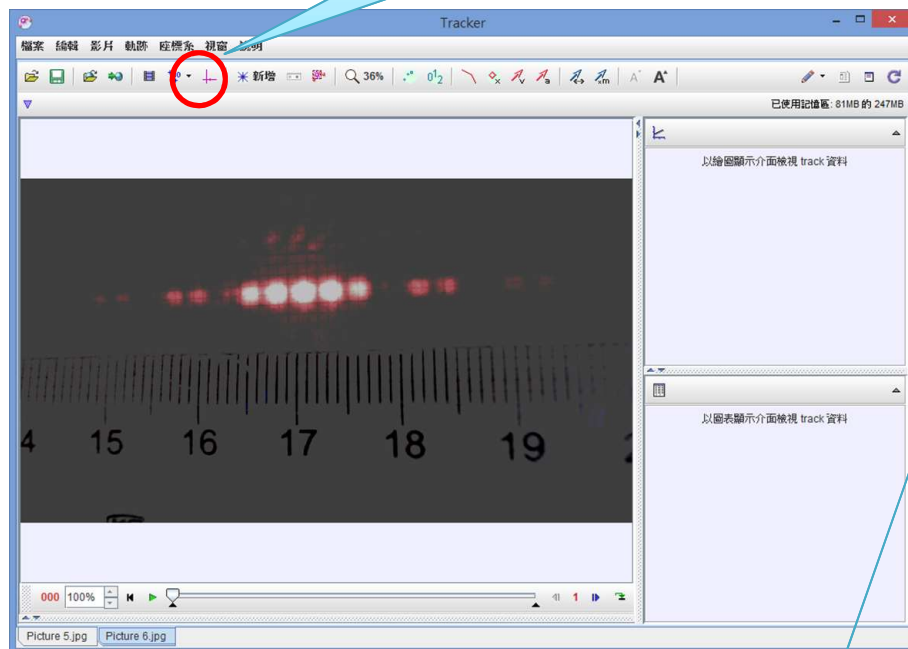 Tracker
檔案 編輯 影片 軌跡 座標系 視窗 說明
新增 36%
已使用記憶區: 81MB 的 247MB
以繪圖顯示介面檢視 track 資料
4 15 16 17 18 19
以圖表顯示介面檢視 track 資料
000 100% 1
Picture 5.jpg Picture 6.jpg